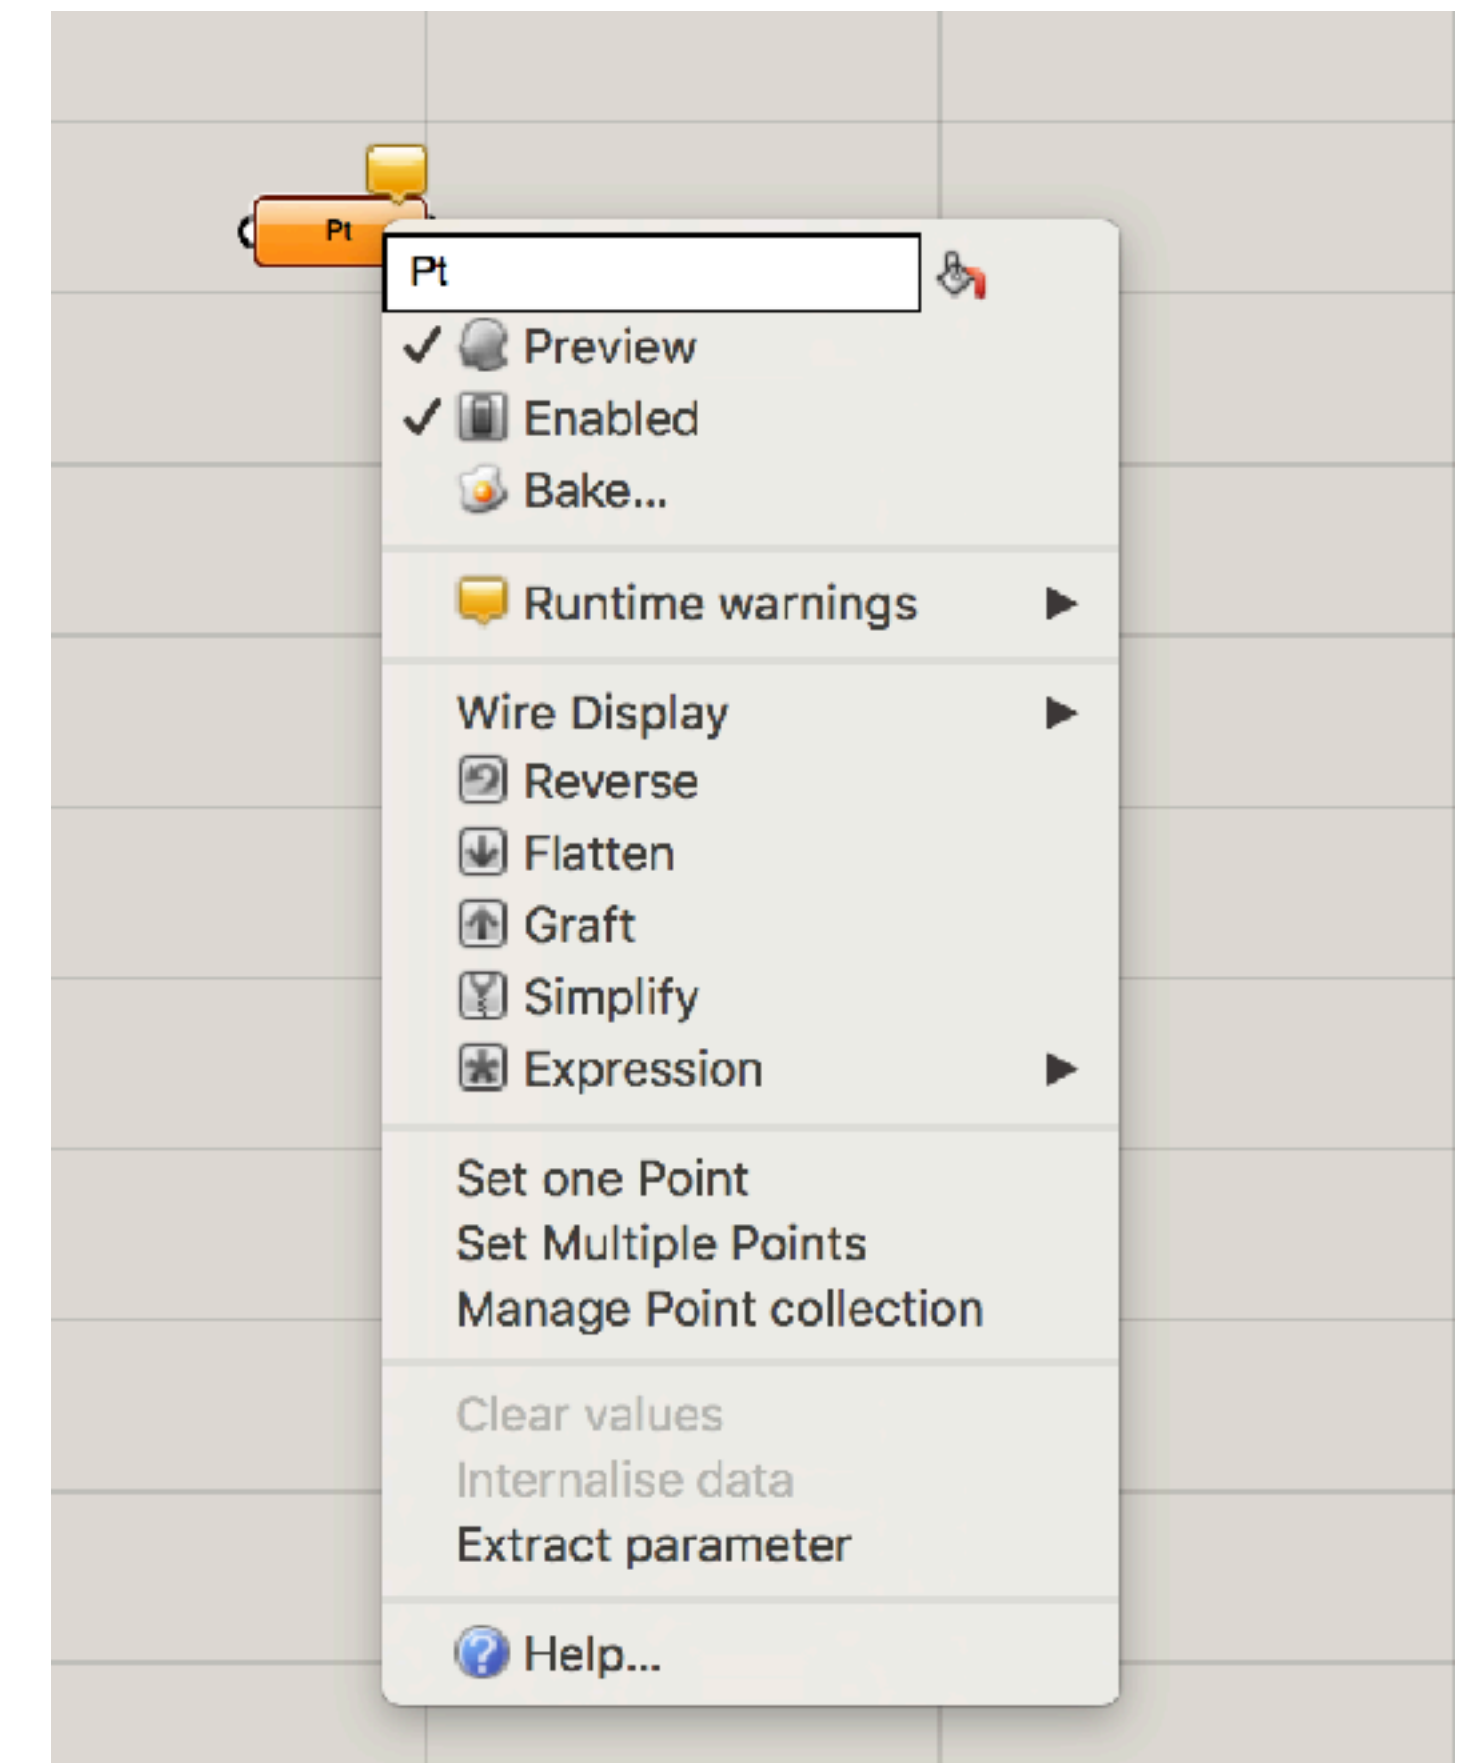 Pt
Pt
Preview
Enabled
Bake...
Runtime warnings
Wire Display
Reverse
Flatten
Graft
Simplify
Expression
Set one Point
Set Multiple Points
Manage Point collection
Clear values
Internalise data
Extract parameter
Help...